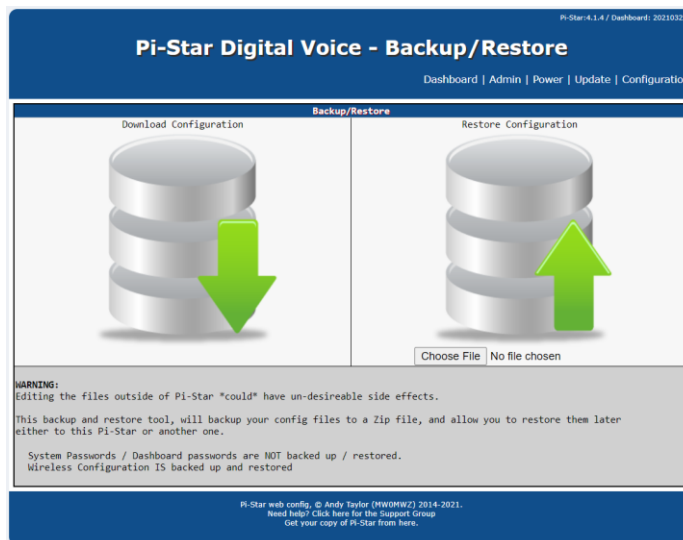 Pi-Star:4.1.4 / Dashboard: 2021032
Pi-Star Digital Voice - Backup/Restore
Dashboard | Admin | Power | Update | Configuratio
Backup/Restore
Download Configuration
Restore Configuration
Choose File No file chosen
WARNING:
Editing the files outside of Pi-Star *could* have un-desireable side effects.
This backup and restore tool, will backup your config files to a Zip file, and allow you to restore them later
either to this Pi-Star or another one.
System Passwords / Dashboard passwords are NOT backed up / restored.
Wireless Configuration IS backed up and restored
Pi-Star web config, © Andy Taylor (MW0MWZ) 2014-2021.
Need help? Click here for the Support Group
Get your copy of Pi-Star from here.